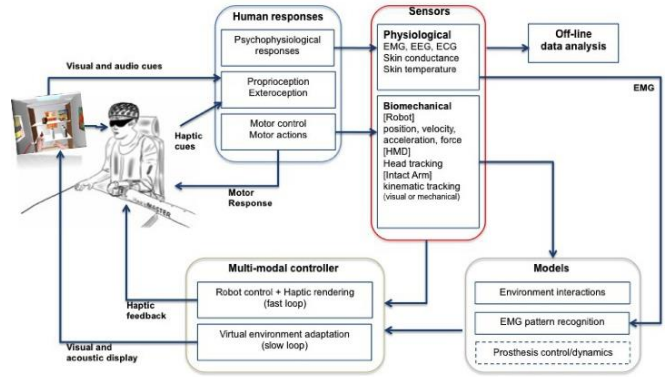 Human responses
Psychophysiological
responses
Proprioception
Exteroception
Motor control
Motor actions
Sensors
Physiological
EMG, EEG, ECG
Skin conductance
Skin temperature
Biomechanical
[Robot]
position, velocity,
acceleration, force
[HMD]
Head tracking
[Intact Arm]
kinematic tracking
(visual or mechanical)
Off-line
data analysis
EMG
Visual and audio cues
Haptic
cues
Motor
Response
MASTER
Multi-modal controller
Robot control + Haptic rendering
(fast loop)
Virtual environment adaptation
(slow loop)
Haptic
feedback
Visual and
acoustic display
Models
Environment interactions
EMG pattern recognition
Prosthesis control/dynamics